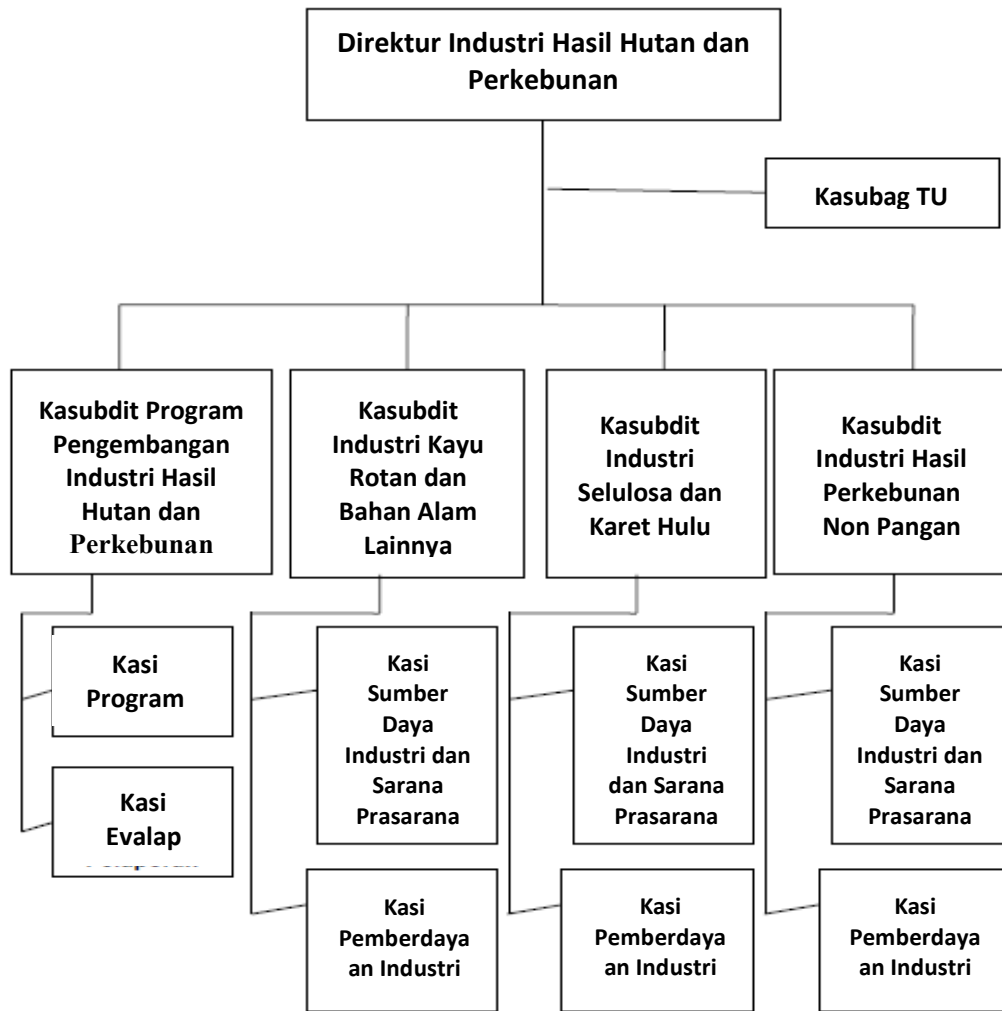 Direktur Industri Hasil Hutan dan
Perkebunan
Kasubag TU
Kasubdit Program
Pengembangan
Industri Hasil
Hutan dan
Perkebunan
Kasubdit
Industri Kayu
Rotan dan
Bahan Alam
Lainnya
Kasubdit
Industri
Selulosa dan
Karet Hulu
Kasubdit
Industri Hasil
Perkebunan
Non Pangan
Kasi
Program
Kasi
Evalap
Kasi
Sumber
Daya
Industri dan
Sarana
Prasarana
Kasi
Pemberdaya
an Industri
Kasi
Sumber
Daya
Industri
dan Sarana
Prasarana
Kasi
Pemberdaya
an Industri
Kasi
Sumber
Daya
Industri dan
Sarana
Prasarana
Kasi
Pemberdaya
an Industri